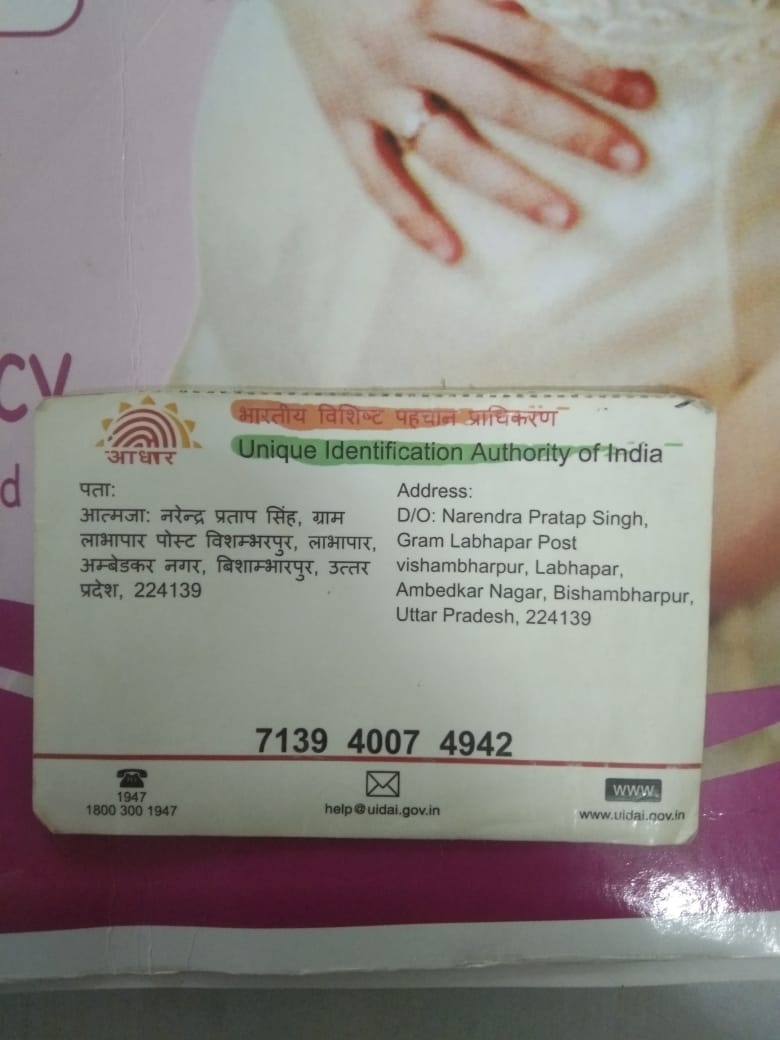 cy
d
आधार
भारतीय विशिष्ट पहचान प्राधिकरण
Unique Identification Authority of India
पता:
आत्मजा: नरेन्द्र प्रताप सिंह, ग्राम
लाभापार पोस्ट विशम्भरपुर, लाभापार,
अम्बेडकर नगर, बिशाम्भारपुर, उत्तर
प्रदेश, 224139
Address:
D/O: Narendra Pratap Singh,
Gram Labhapar Post
vishambharpur, Labhapar,
Ambedkar Nagar, Bishambharpur,
Uttar Pradesh, 224139
7139 4007 4942
1947
1800 300 1947
help@uidai.gov.in
www.
www.uidai.gov.in